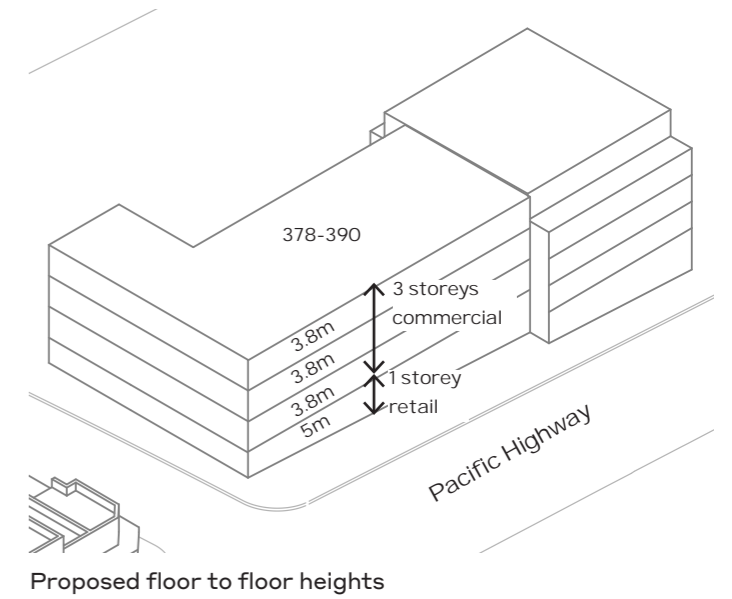 378-390
3 storeys
commercial
3.8m
3.8m
3.8m
1 storey
retail
5m
Pacific Highway
Proposed floor to floor heights